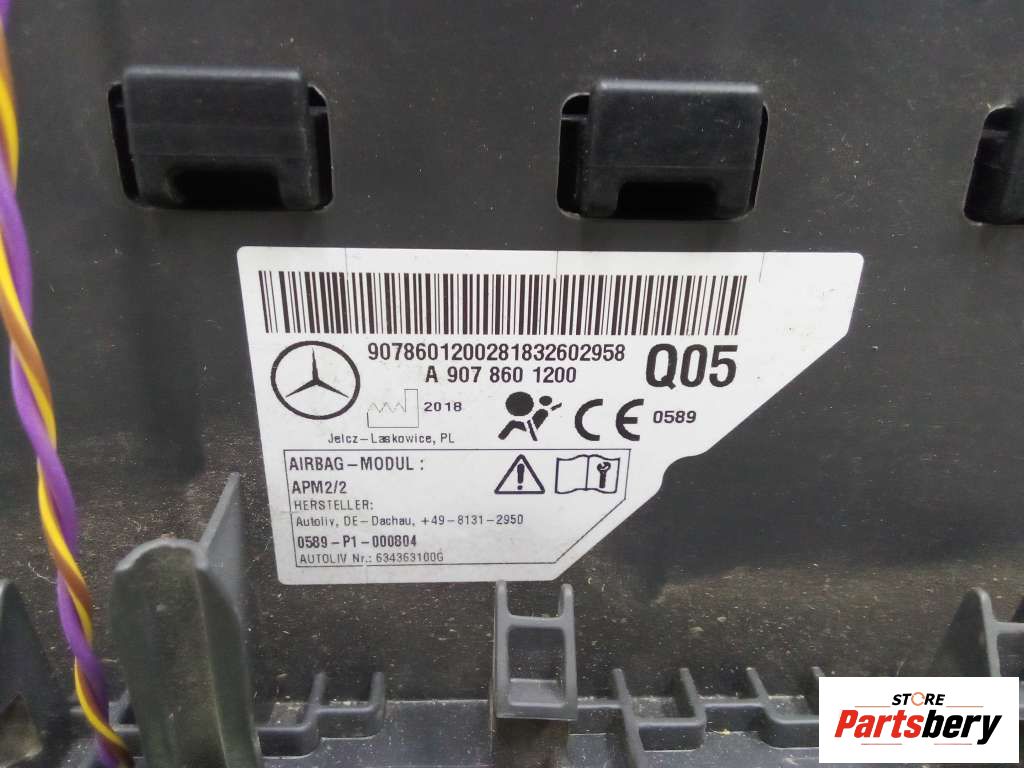 9078601200281832602958
A 907 860 1200
Q05
2018
0589
Jelcz-Laskowice, PL
AIRBAG-MODUL :
APM2/2
HERSTELLER:
Autoliv, DE-Dachau, +49-8131-2950
0589-P1-000804
AUTOLIV Nr.: 634363100G
STORE
Partsbery